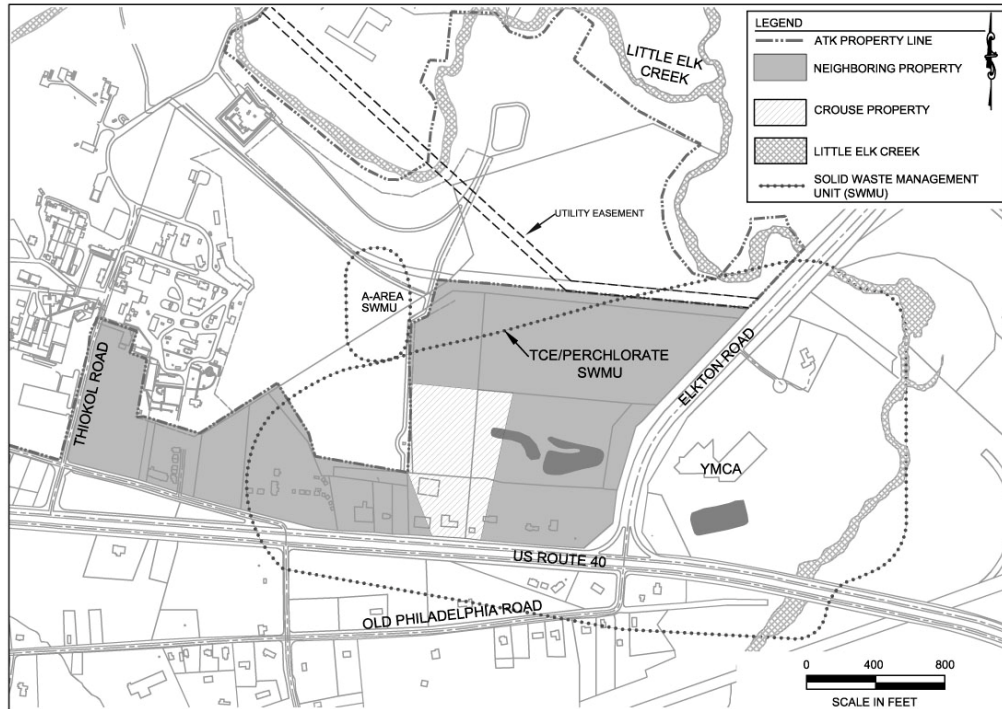 LEGEND
ATK PROPERTY LINE
NEIGHBORING PROPERTY
CROUSE PROPERTY
LITTLE ELK CREEK
SOLID WASTE MANAGEMENT
UNIT (SWMU)
LITTLE ELK
CREEK
UTILITY EASEMENT
A-AREA
SWMU
TCE/PERCHLORATE
SWMU
ELKTON ROAD
THIOKOL ROAD
YMCA
US ROUTE 40
OLD PHILADELPHIA ROAD
0 400 800
SCALE IN FEET